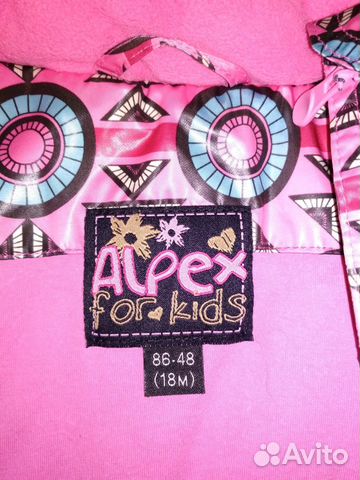 Alpex
for kids
86-48
(18M)
Avito